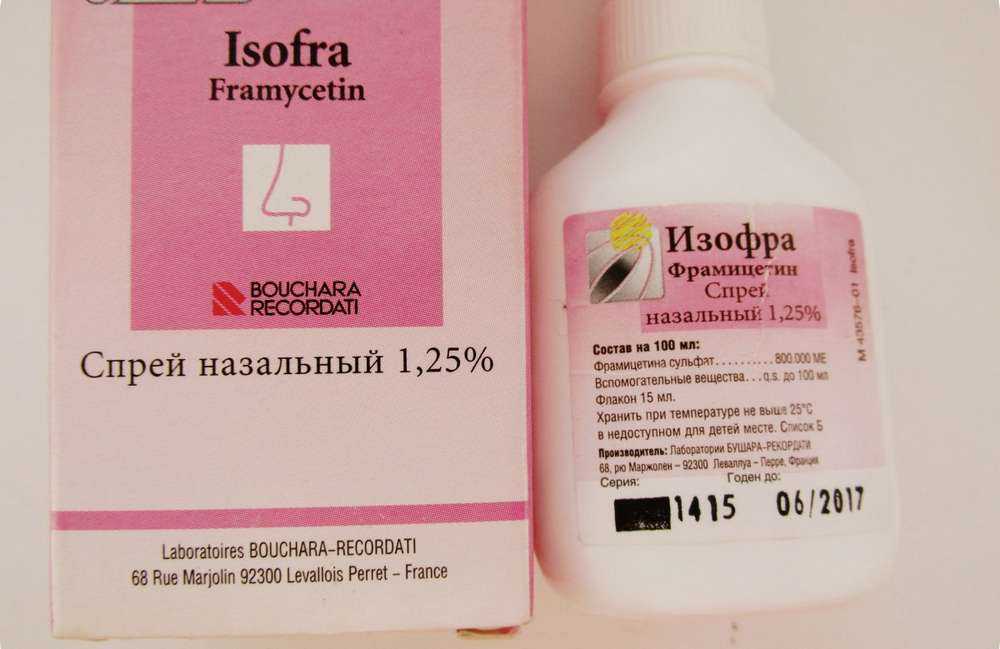 Isofra
Framycetin
BOUCHARA
RECORDATI
Спрей назальный 1,25%
Laboratoires BOUCHARA-RECORDATI
68 Rue Marjolin 92300 Levallois Perret – France
Изофра
Фрамицетин
Спрей
назальный 1,25%
Состав на 100 мл:
Фрамицетина сульфат.......... 800.000 МЕ
Вспомогательные вещества...q.s. до 100 мл
Флакон 15 мл.
Хранить при температуре не выше 25°С
в недоступном для детей месте. Список Б
Производитель: Лаборатории БУШАРА-РЕКОРДАТИ
68, рю Маржолен – 92300 Леваллуа - Перре, Франция
Серия: Годен до:
1415 06/2017
M 43576-01 Isofra